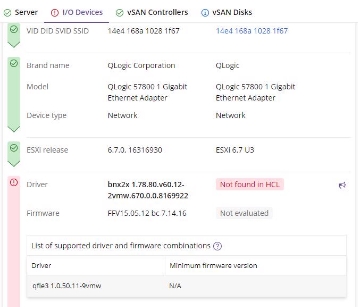 Server I/O Devices vSAN Controllers vSAN Disks
VID DID SVID SSID 14e4 168a 1028 1f67 14e4 168a 1028 1f67
Brand name QLogic Corporation QLogic
Model QLogic 57800 1 Gigabit QLogic 57800 1 Gigabit
Ethernet Adapter Ethernet Adapter
Device type Network Network
ESXi release 6.7.0. 16316930 ESXi 6.7 U3
Driver bnx2x 1.78.80.v60.12- Not found in HCL
2vmw.670.0.0.8169922
Firmware FFV15.05.12 bc 7.14.16 Not evaluated
List of supported driver and firmware combinations ?
Driver Minimum firmware version
qfle3 1.0.50.11-9vmw N/A